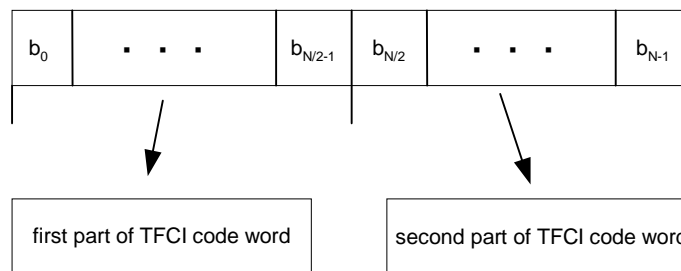 b0 . . . bN/2-1 bN/2 . . . bN-1
first part of TFCI code word second part of TFCI code word